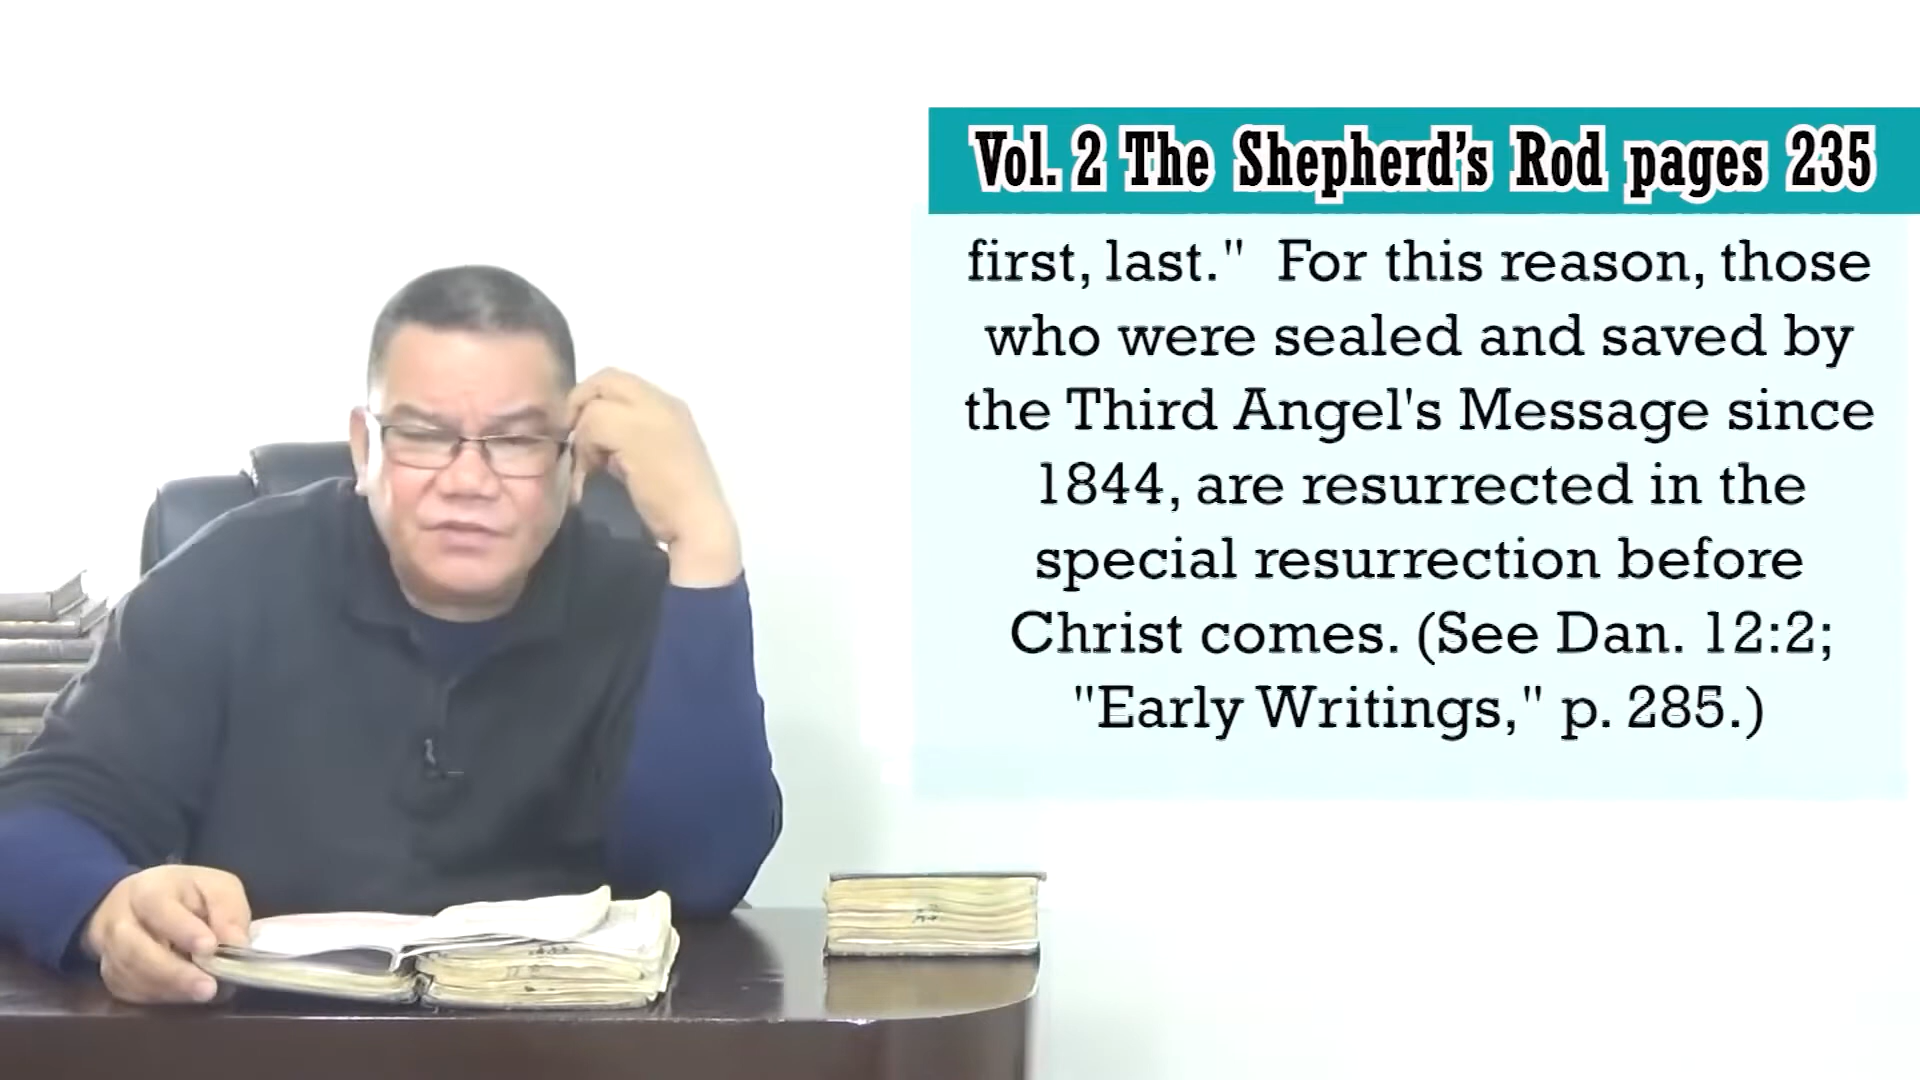 Vol. 2 The Shepherd's Rod pages 235
first, last." For this reason, those
who were sealed and saved by
the Third Angel's Message since
1844, are resurrected in the
special resurrection before
Christ comes. (See Dan. 12:2;
"Early Writings," p. 285.)